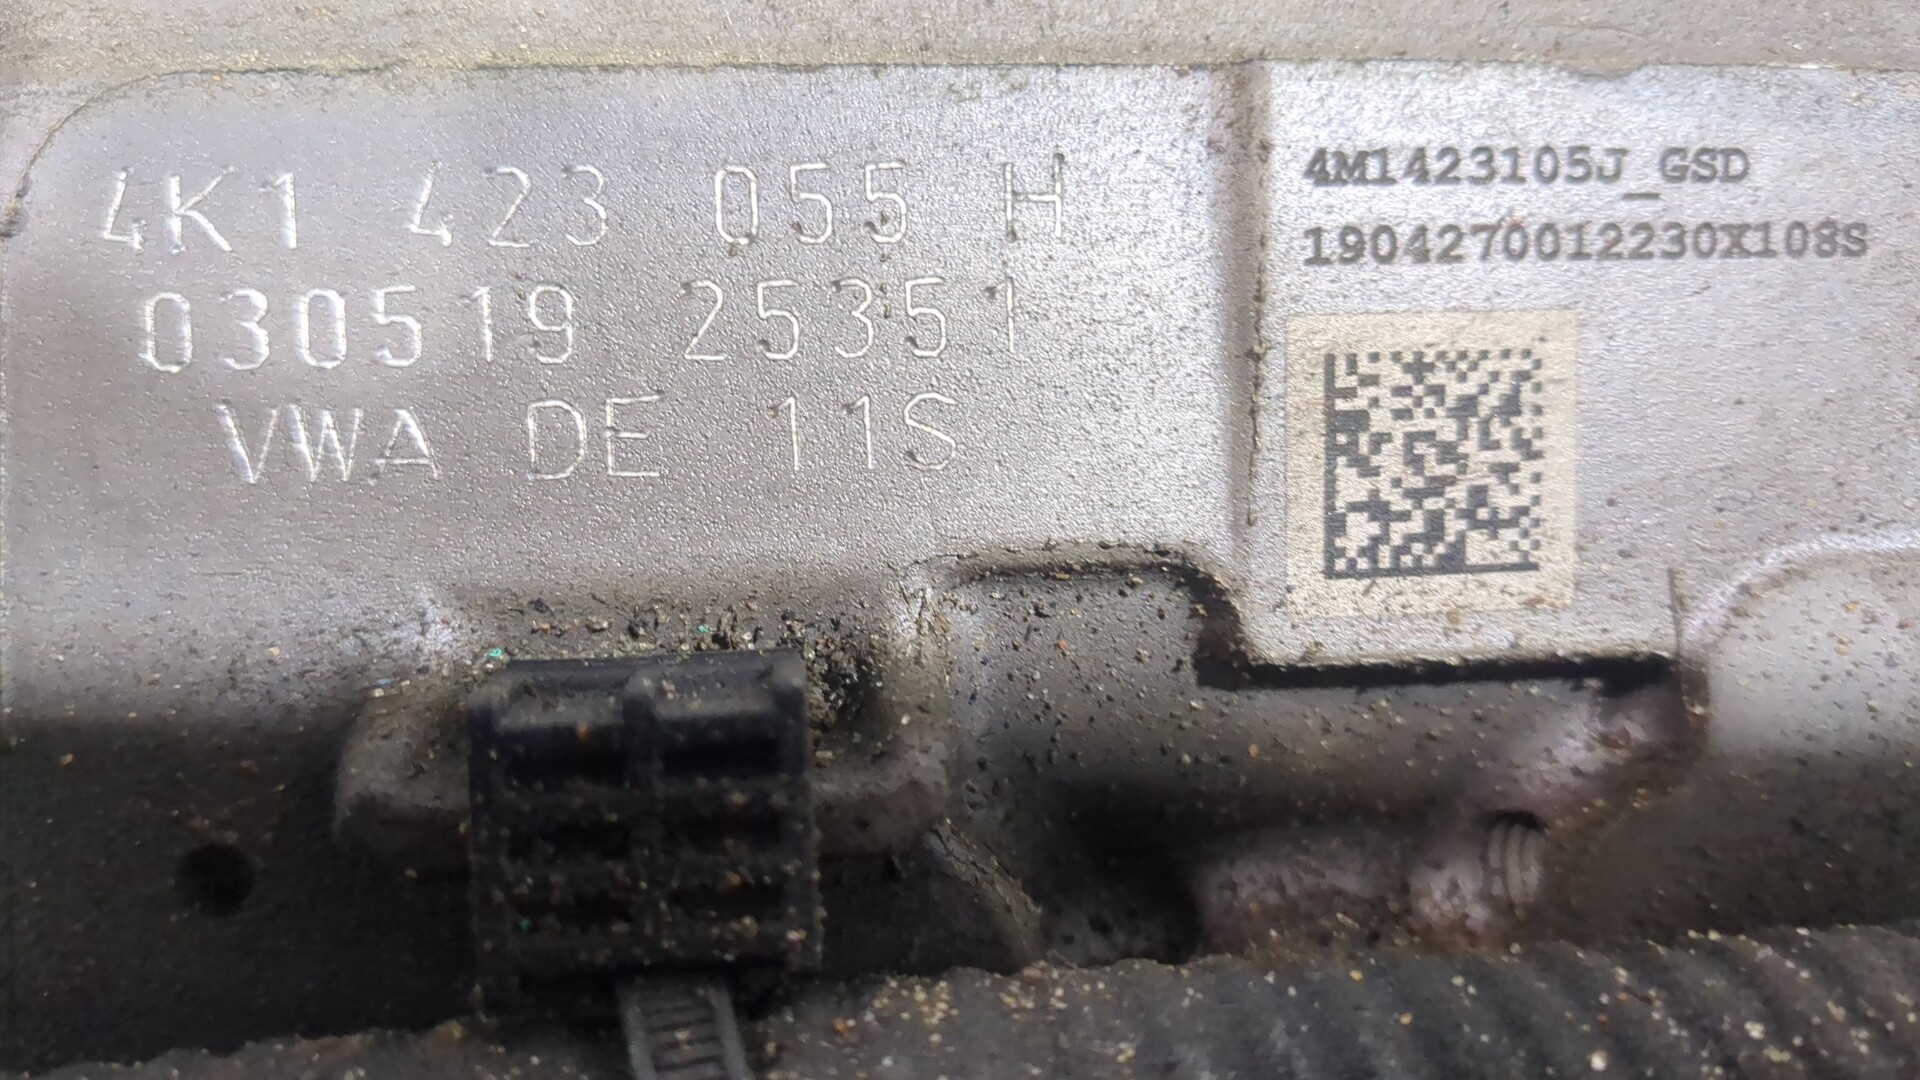 4K1 423 055 H
030519 25351
VWA DE 11S
4M1423105J_GSD
1904270012230X108S